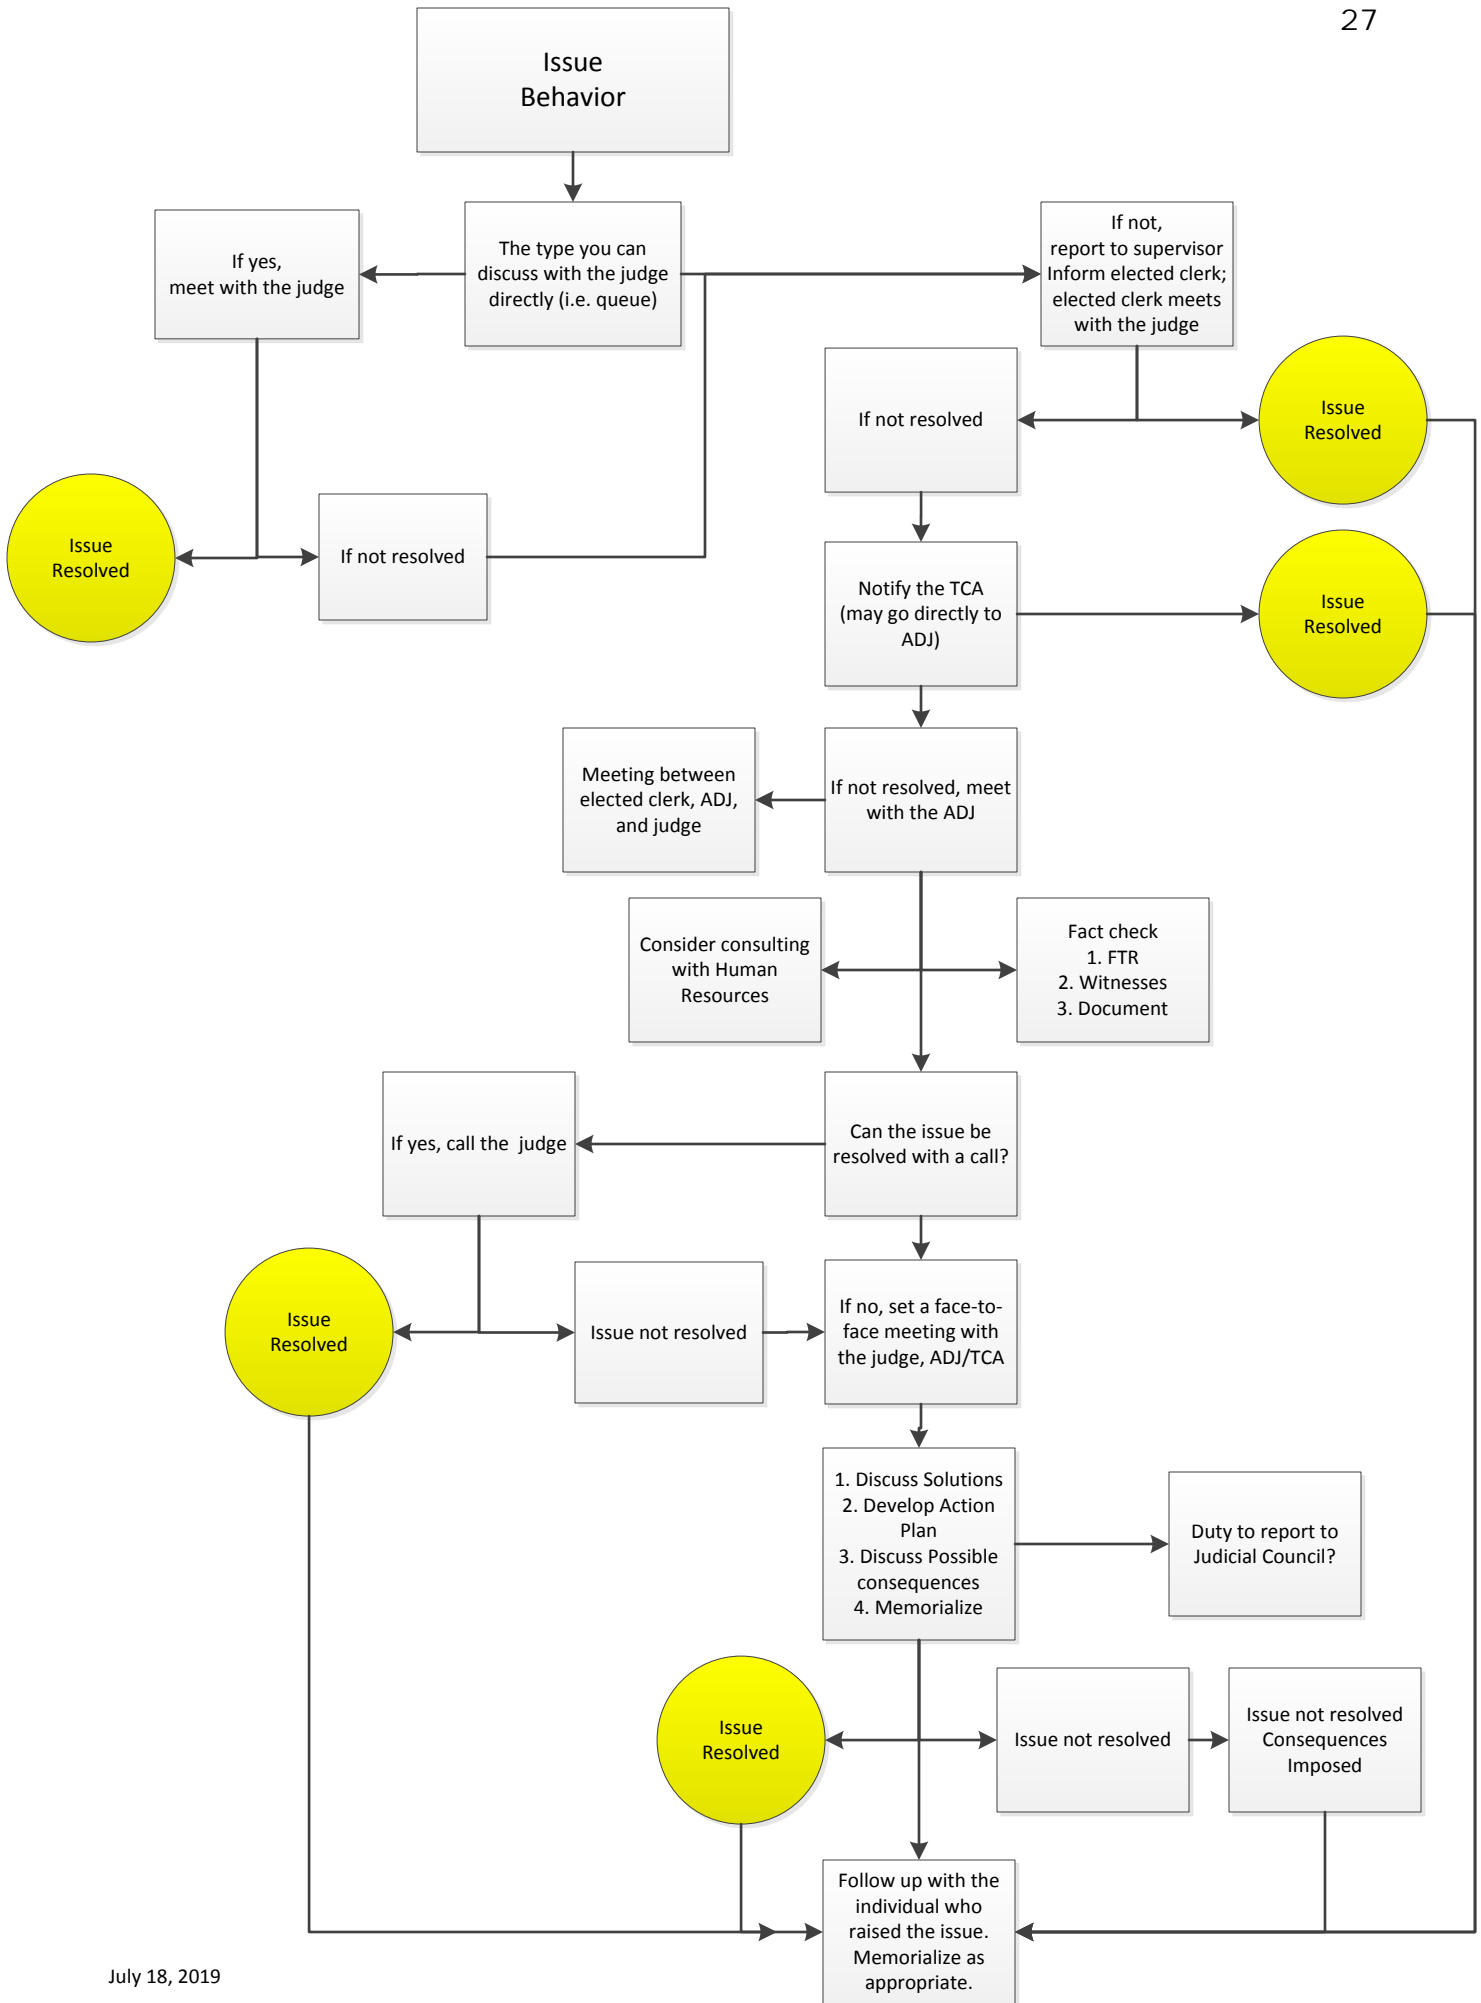 27
Issue
Behavior
If yes,
meet with the judge
The type you can
discuss with the judge
directly (i.e. queue)
If not,
report to supervisor
Inform elected clerk;
elected clerk meets
with the judge
If not resolved
Issue
Resolved
Issue
Resolved
If not resolved
Notify the TCA
(may go directly to
ADJ)
Issue
Resolved
Meeting between
elected clerk, ADJ,
and judge
If not resolved, meet
with the ADJ
Consider consulting
with Human
Resources
Fact check
1. FTR
2. Witnesses
3. Document
If yes, call the  judge
Can the issue be
resolved with a call?
Issue
Resolved
Issue not resolved
If no, set a face-to-
face meeting with
the judge, ADJ/TCA
1. Discuss Solutions
2. Develop Action
Plan
3. Discuss Possible
consequences
4. Memorialize
Duty to report to
Judicial Council?
Issue
Resolved
Issue not resolved
Issue not resolved
Consequences
Imposed
Follow up with the
individual who
raised the issue.
Memorialize as
appropriate.
July 18, 2019